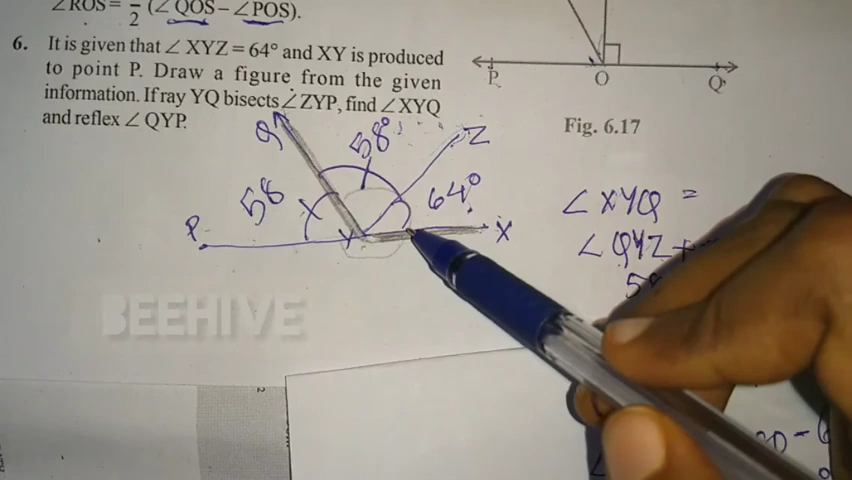 ∠ROS = 1/2 (∠QOS – ∠POS).
6. It is given that ∠ XYZ = 64° and XY is produced
to point P. Draw a figure from the given
information. If ray YQ bisects ∠ZYP, find ∠XYQ
and reflex ∠ QYP.
P O Q
Fig. 6.17
Q 58° Z
58 64°
P Y X
∠ XYQ =
∠ QYZ +
58
BEEHIVE